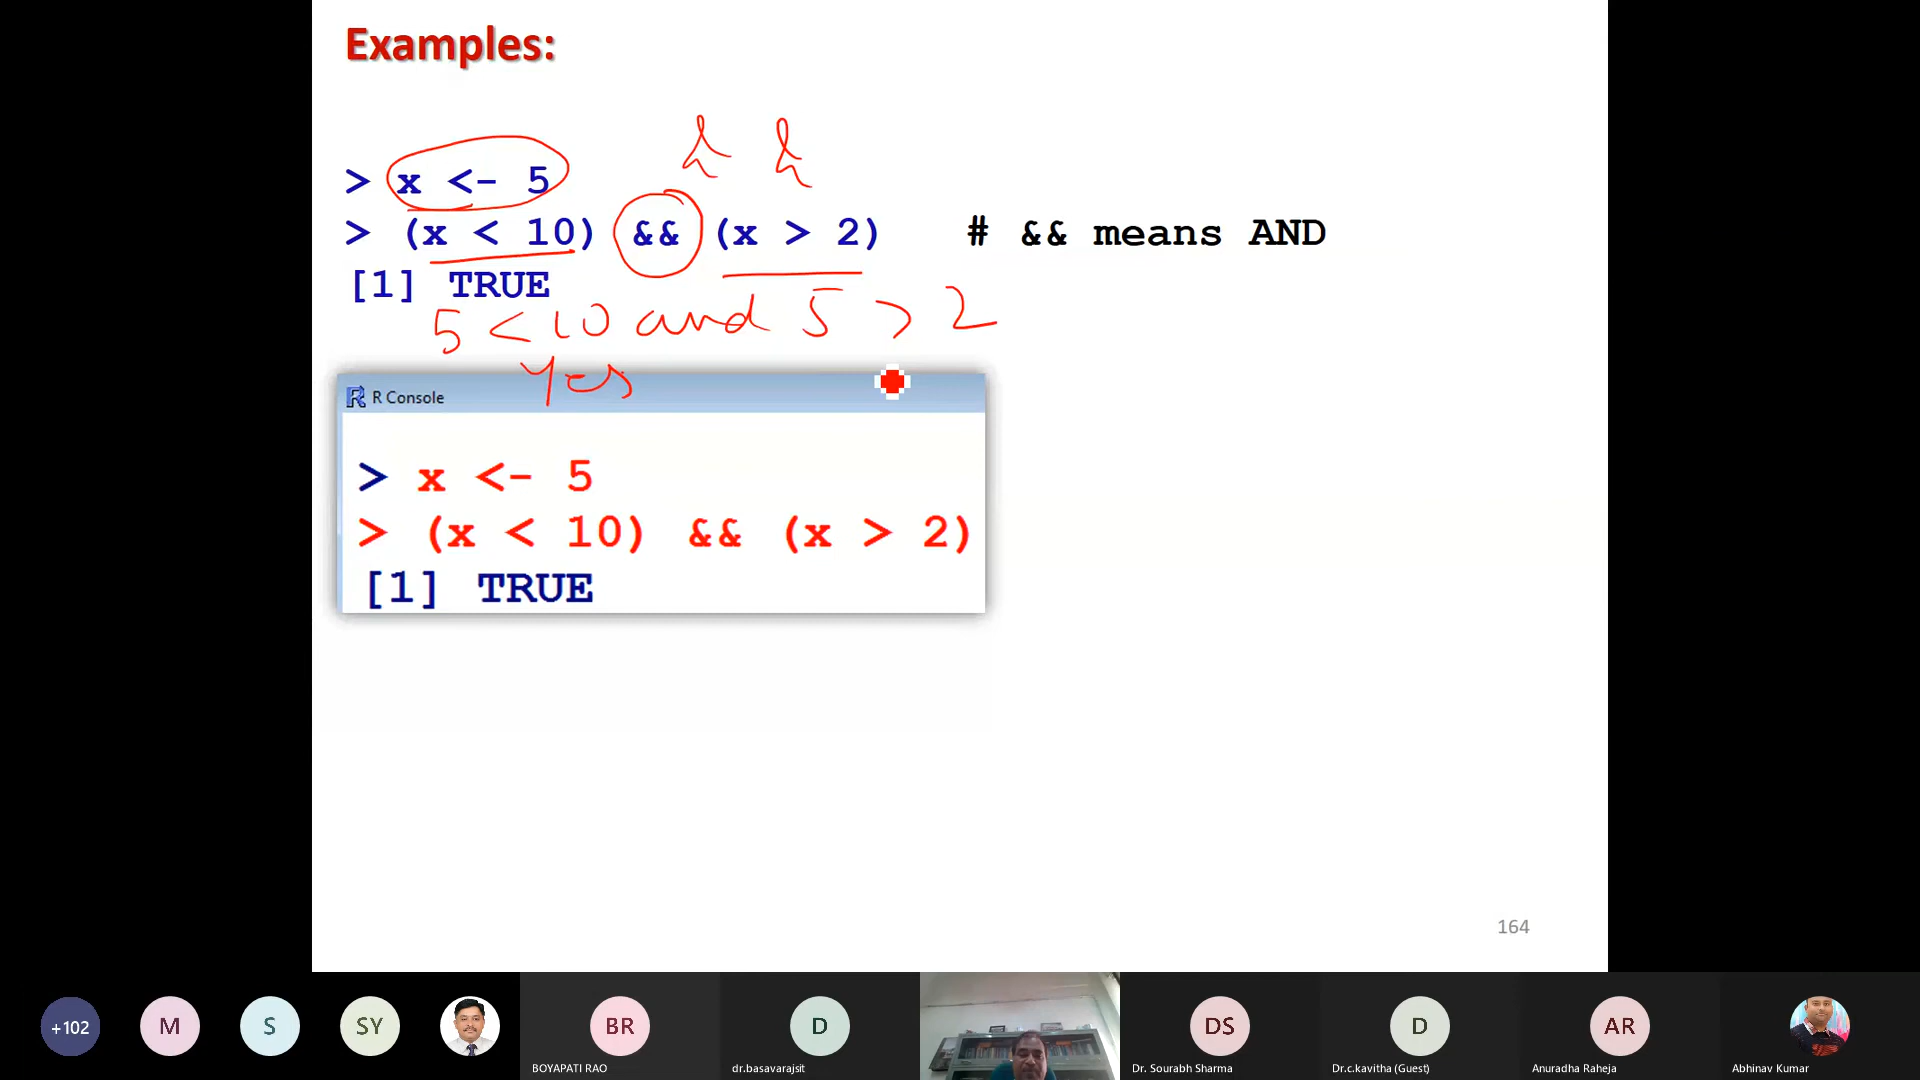 Examples:
& &
> x <- 5
> (x < 10) && (x > 2) # && means AND
[1] TRUE
5 < 10 and 5 > 2
Yes
R Console
> x <- 5
> (x < 10) && (x > 2)
[1] TRUE
164
+102 M S SY BR D DS D AR
BOYAPATI RAO dr.basavarajsit Dr. Sourabh Sharma Dr.c.kavitha (Guest) Anuradha Raheja Abhinav Kumar